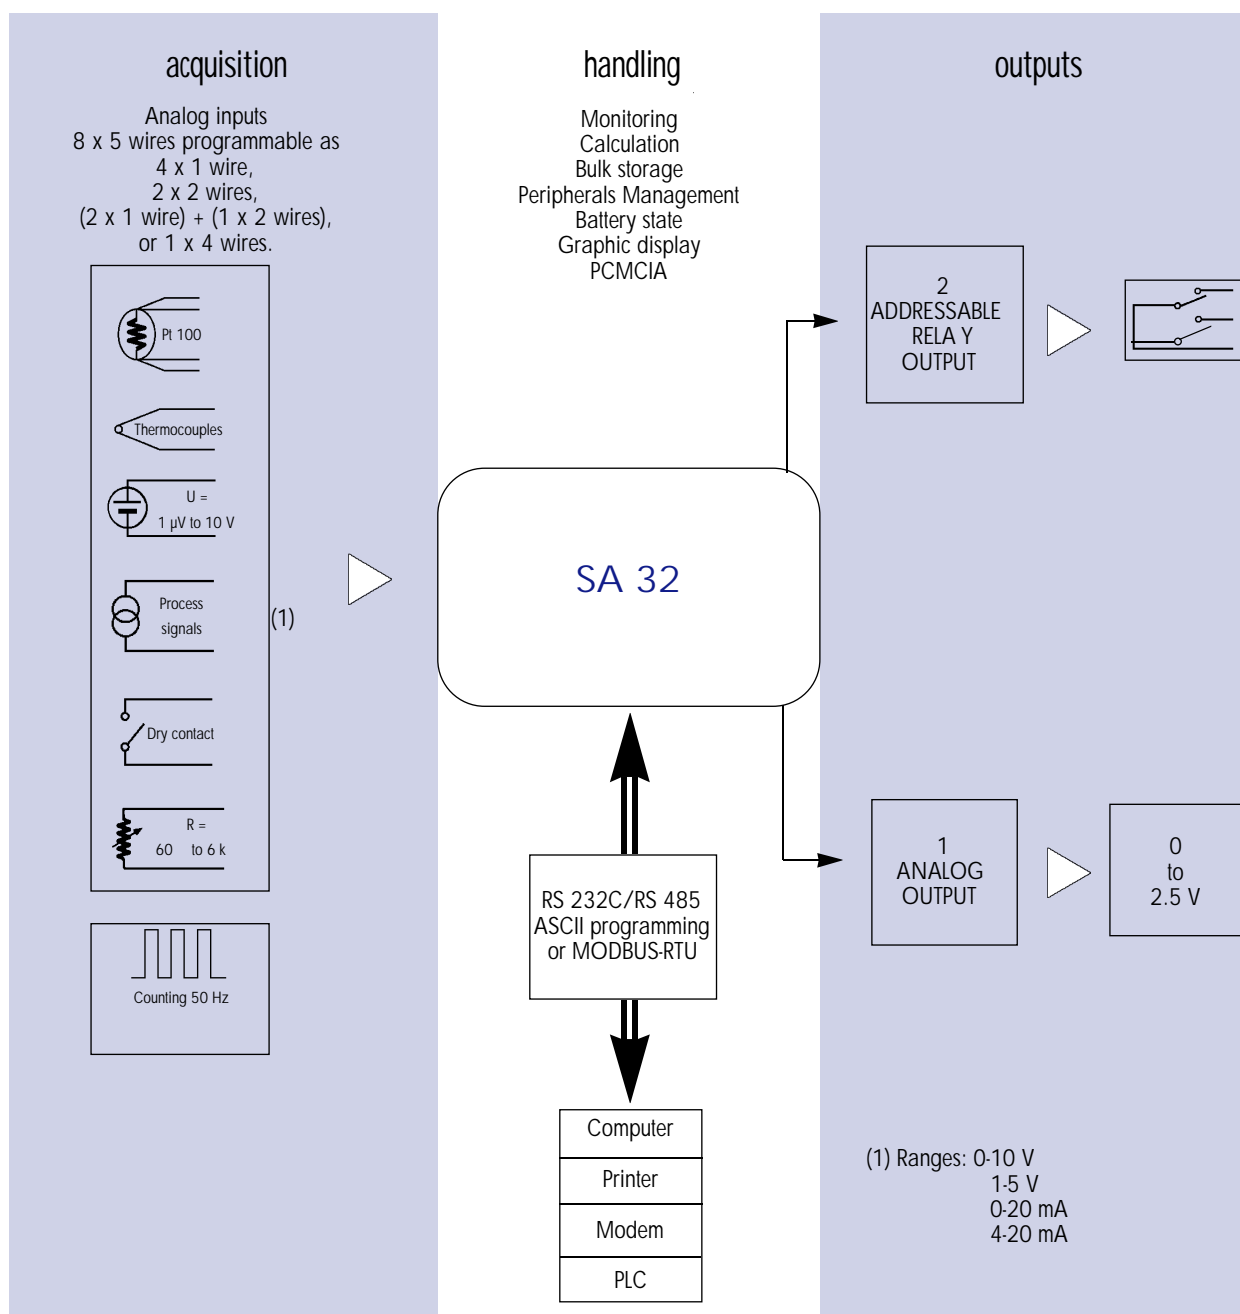 acquisition
Analog inputs
8 x 5 wires programmable as
4 x 1 wire,
2 x 2 wires,
(2 x 1 wire) + (1 x 2 wires),
or 1 x 4 wires.
Pt 100
Thermocouples
U =
1 µV to 10 V
Process
signals
(1)
Dry contact
R =
60 to 6 k
Counting 50 Hz
handling
Monitoring
Calculation
Bulk storage
Peripherals Management
Battery state
Graphic display
PCMCIA
SA 32
RS 232C/RS 485
ASCII programming
or MODBUS-RTU
Computer
Printer
Modem
PLC
outputs
2
ADDRESSABLE
RELA Y
OUTPUT
1
ANALOG
OUTPUT
0
to
2.5 V
(1) Ranges: 0-10 V
1-5 V
0-20 mA
4-20 mA